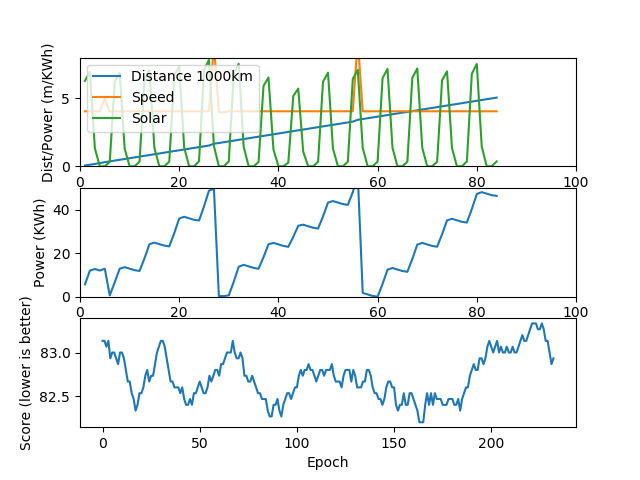 Dist/Power (m/KWh)
5
0
Distance 1000km
Speed
Solar
0 20 40 60 80 100
Power (KWh)
40
20
0
0 20 40 60 80 100
Score (lower is better)
83.0
82.5
0 50 100 150 200
Epoch